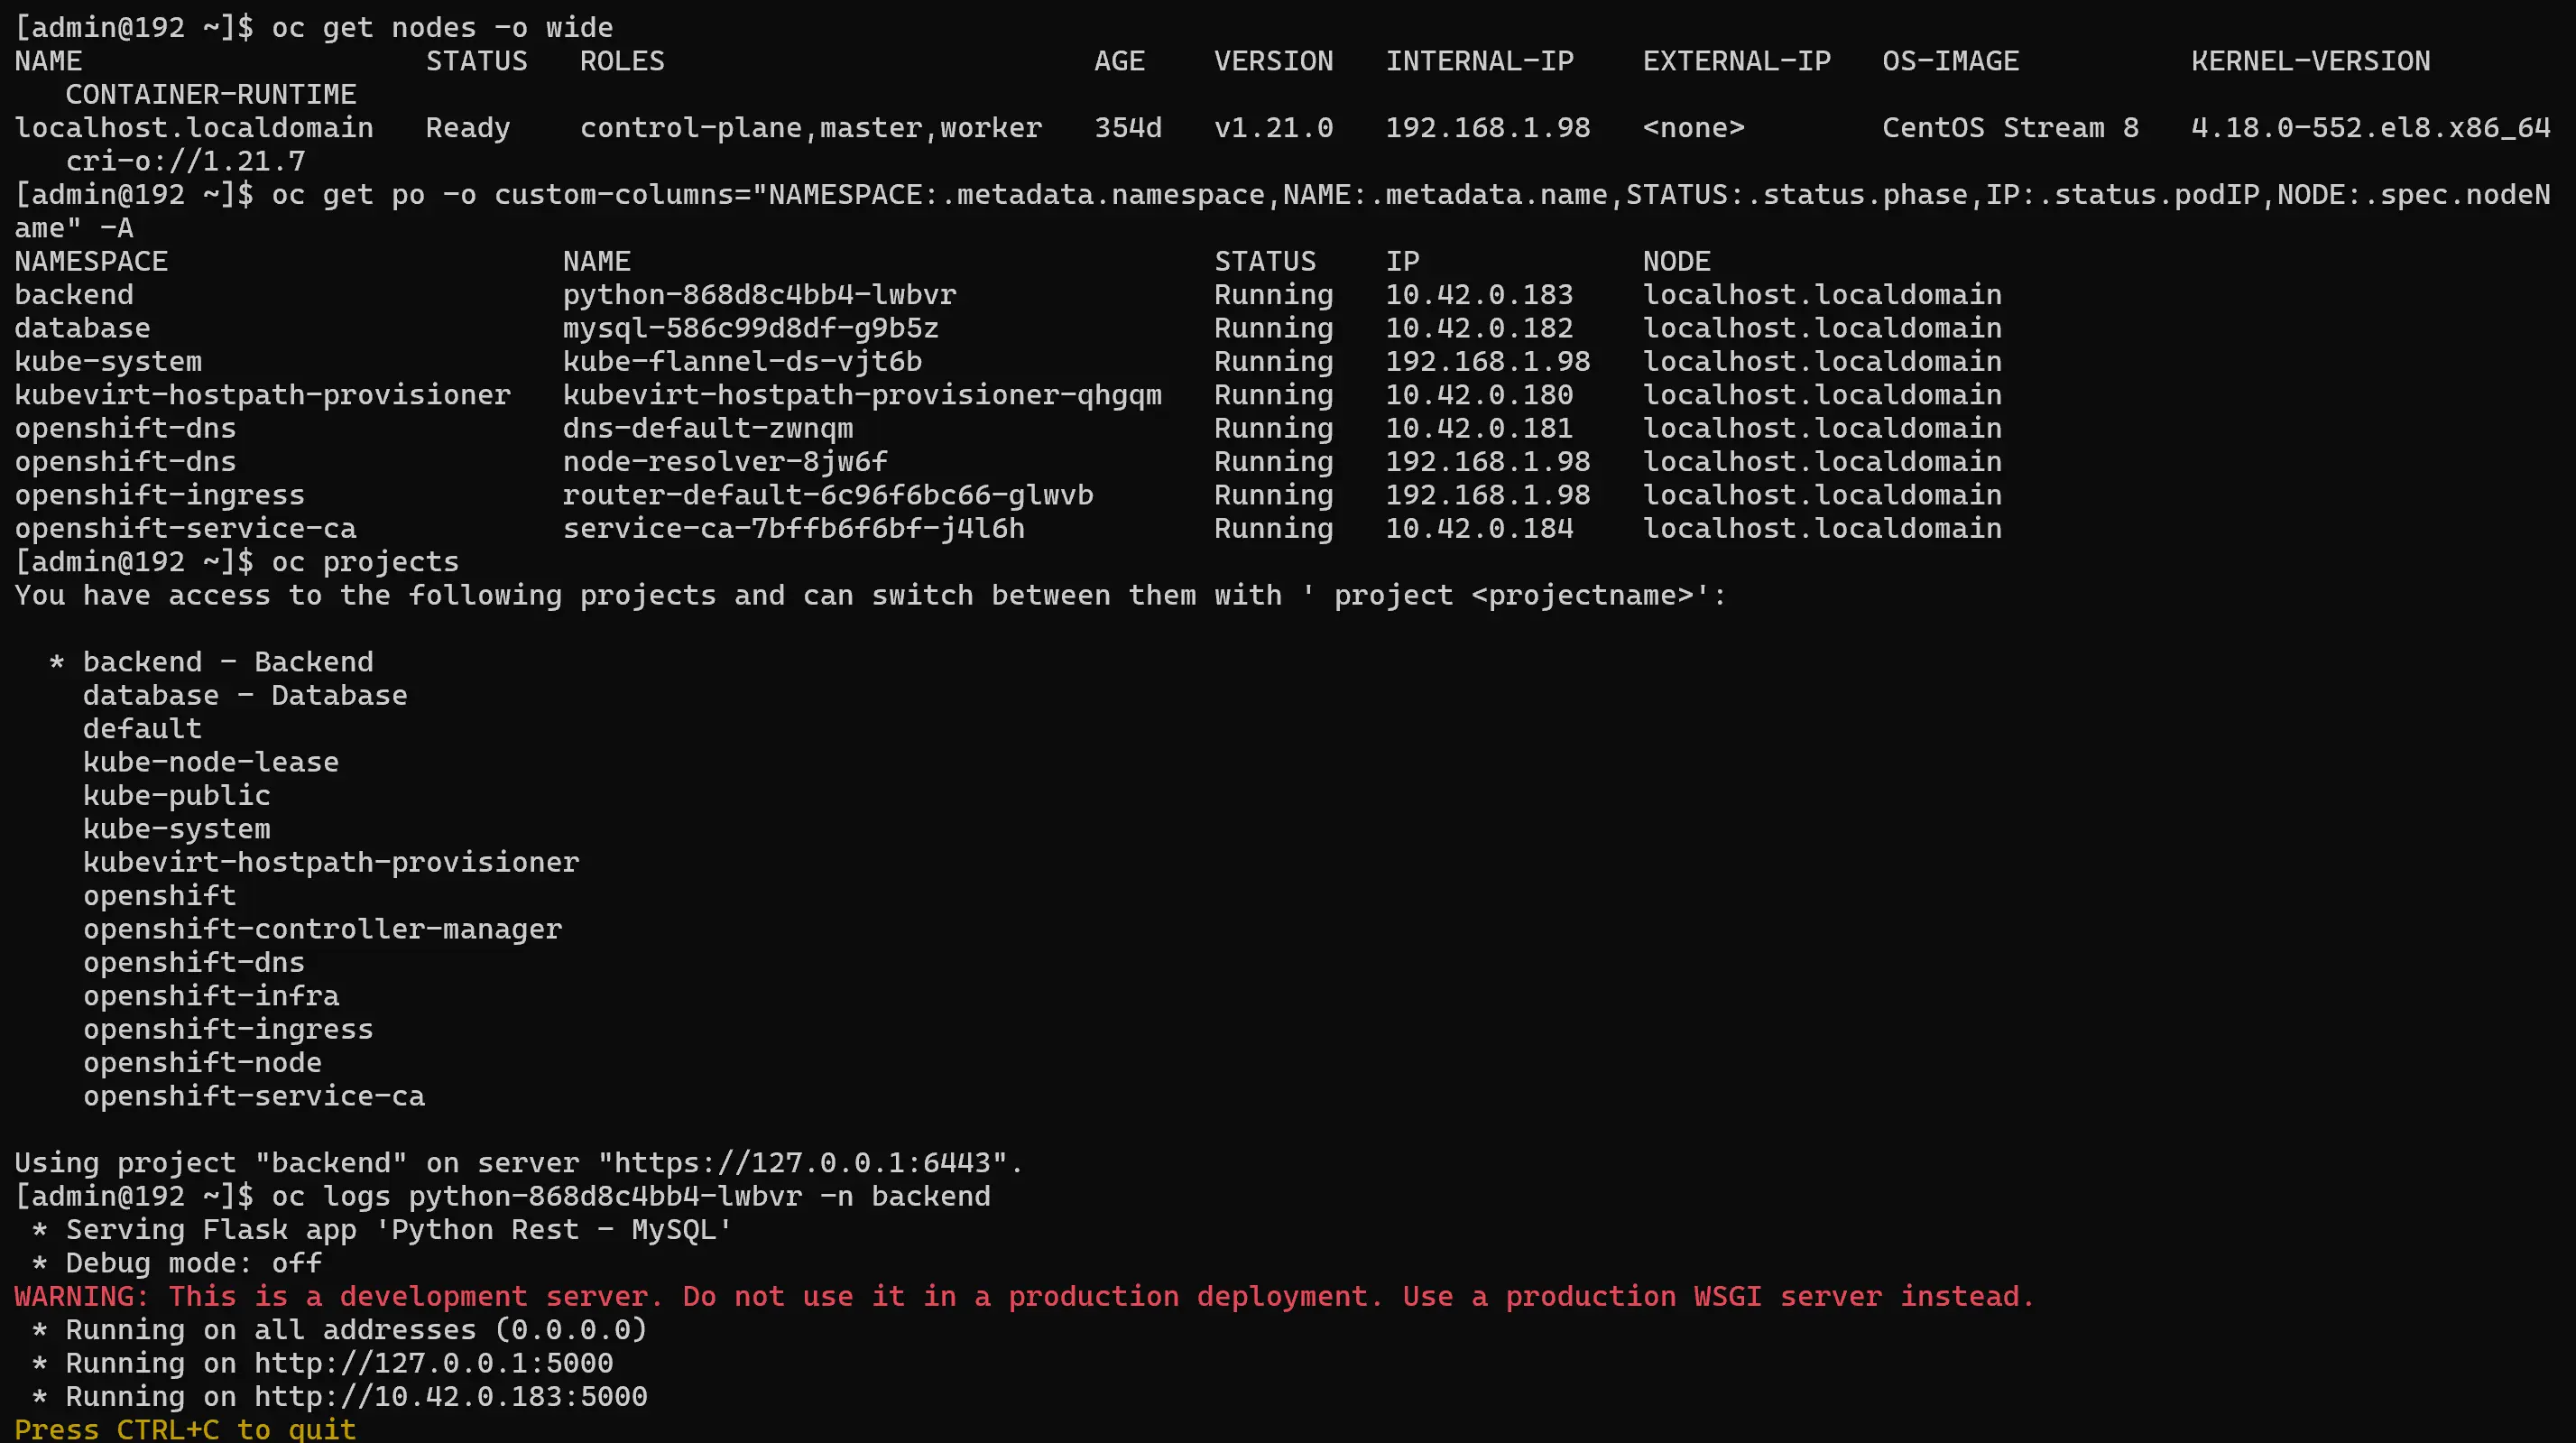 [admin@192 ~]$ oc get nodes -o wide
NAME                    STATUS   ROLES                         AGE    VERSION   INTERNAL-IP    EXTERNAL-IP   OS-IMAGE          KERNEL-VERSION
   CONTAINER-RUNTIME
localhost.localdomain   Ready    control-plane,master,worker   354d   v1.21.0   192.168.1.98   <none>        CentOS Stream 8   4.18.0-552.el8.x86_64
   cri-o://1.21.7
[admin@192 ~]$ oc get po -o custom-columns="NAMESPACE:.metadata.namespace,NAME:.metadata.name,STATUS:.status.phase,IP:.status.podIP,NODE:.spec.nodeN
ame" -A
NAMESPACE                       NAME                                  STATUS    IP             NODE
backend                         python-868d8c4bb4-lwbvr               Running   10.42.0.183    localhost.localdomain
database                        mysql-586c99d8df-g9b5z                Running   10.42.0.182    localhost.localdomain
kube-system                     kube-flannel-ds-vjt6b                 Running   192.168.1.98   localhost.localdomain
kubevirt-hostpath-provisioner   kubevirt-hostpath-provisioner-qhgqm   Running   10.42.0.180    localhost.localdomain
openshift-dns                   dns-default-zwnqm                     Running   10.42.0.181    localhost.localdomain
openshift-dns                   node-resolver-8jw6f                   Running   192.168.1.98   localhost.localdomain
openshift-ingress               router-default-6c96f6bc66-glwvb       Running   192.168.1.98   localhost.localdomain
openshift-service-ca            service-ca-7bffb6f6bf-j4l6h           Running   10.42.0.184    localhost.localdomain
[admin@192 ~]$ oc projects
You have access to the following projects and can switch between them with ' project <projectname>':
  * backend - Backend
    database - Database
    default
    kube-node-lease
    kube-public
    kube-system
    kubevirt-hostpath-provisioner
    openshift
    openshift-controller-manager
    openshift-dns
    openshift-infra
    openshift-ingress
    openshift-node
    openshift-service-ca
Using project "backend" on server "https://127.0.0.1:6443".
[admin@192 ~]$ oc logs python-868d8c4bb4-lwbvr -n backend
 * Serving Flask app 'Python Rest - MySQL'
 * Debug mode: off
WARNING: This is a development server. Do not use it in a production deployment. Use a production WSGI server instead.
 * Running on all addresses (0.0.0.0)
 * Running on http://127.0.0.1:5000
 * Running on http://10.42.0.183:5000
Press CTRL+C to quit